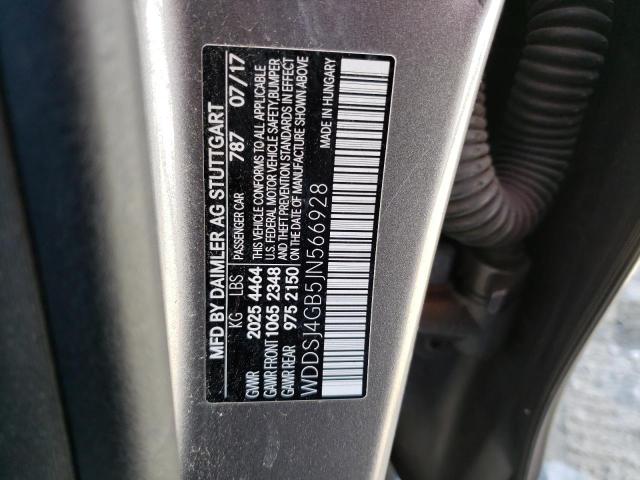 MFD BY DAIMLER AG STUTTGART
KG LBS PASSENGER CAR 787 07/17
GVWR 2025 4464 THIS VEHICLE CONFORMS TO ALL APPLICABLE
GAWR FRONT 1065 2348 U.S. FEDERAL MOTOR VEHICLE SAFETY,BUMPER
GAWR REAR 975 2150 AND THEFT PREVENTION STANDARDS IN EFFECT
ON THE DATE OF MANUFACTURE SHOWN ABOVE
WDDSJ4GB5JN566928 MADE IN HUNGARY